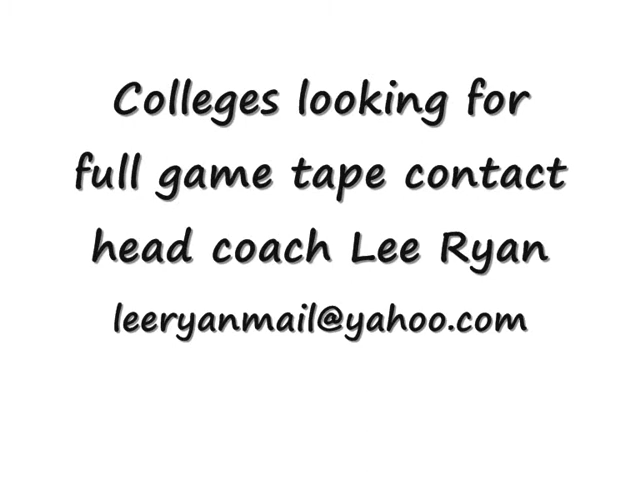 Colleges looking for
full game tape contact
head coach Lee Ryan
leeryanmail@yahoo.com